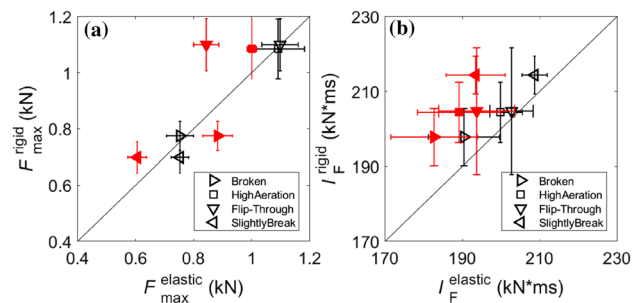 (a)
1.2
1
0.8
0.6
0.4
0.4 0.6 0.8 1 1.2
F rigid max (kN)
F elastic max (kN)
Broken
HighAeration
Flip-Through
SlightlyBreak
(b)
230
210
190
170
170 190 210 230
I rigid F (kN*ms)
I elastic F (kN*ms)
Broken
HighAeration
Flip-Through
SlightlyBreak